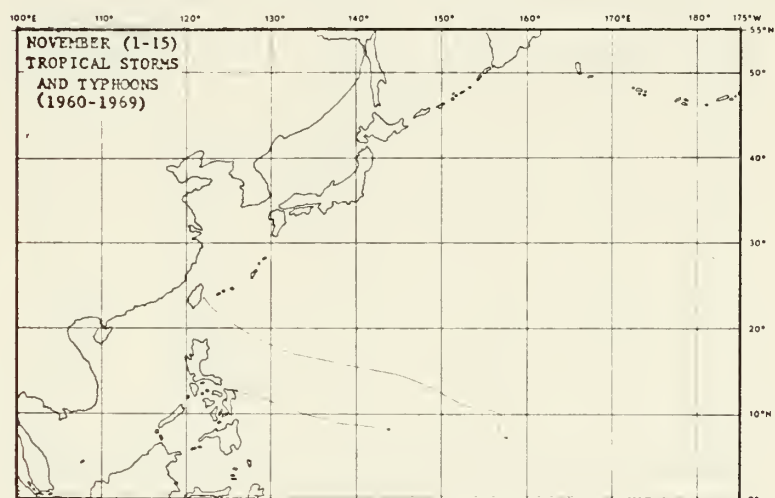 100°E 110° 120° 130° 140° 150° 160° 170°E 180° 175°W
55°N
NOVEMBER (1-15)
TROPICAL STORMS
AND TYPHOONS
(1960-1969)
50°
40°
30°
20°
10°N
0°